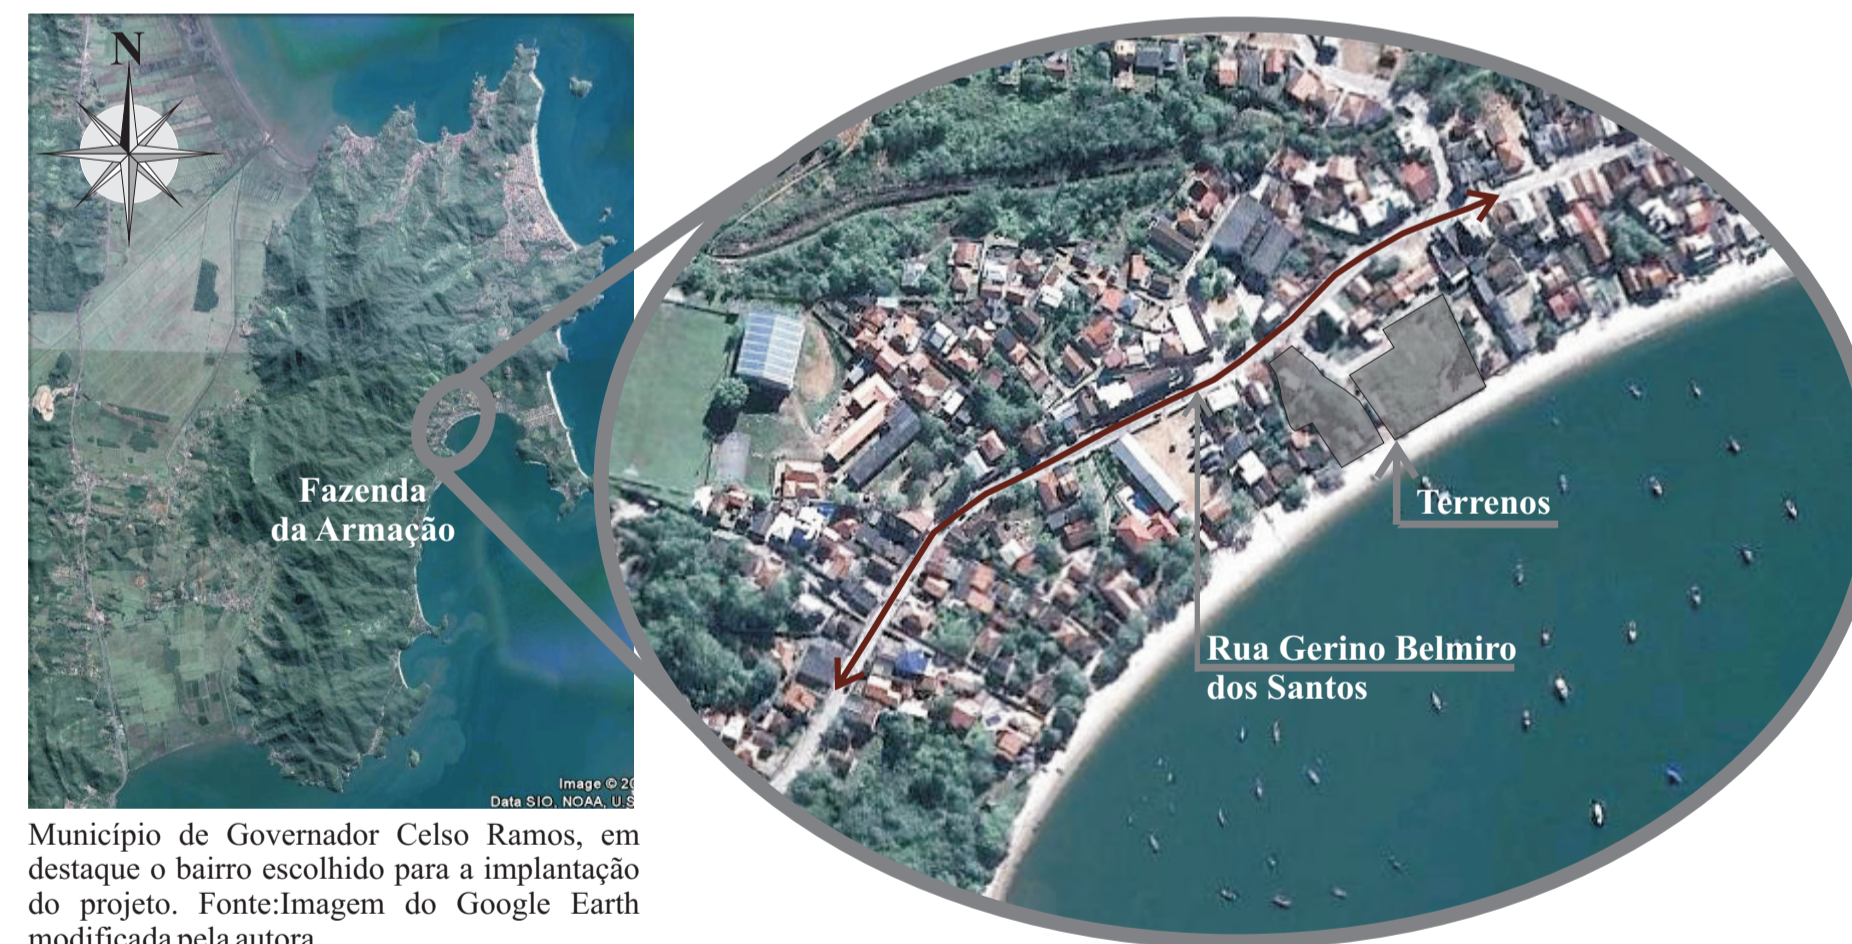 N
Fazenda
da Armação
Image © 20
Data SIO, NOAA, U.S
Município de Governador Celso Ramos, em
destaque o bairro escolhido para a implantação
do projeto. Fonte:Imagem do Google Earth
modificada pela autora
Terrenos
Rua Gerino Belmiro
dos Santos